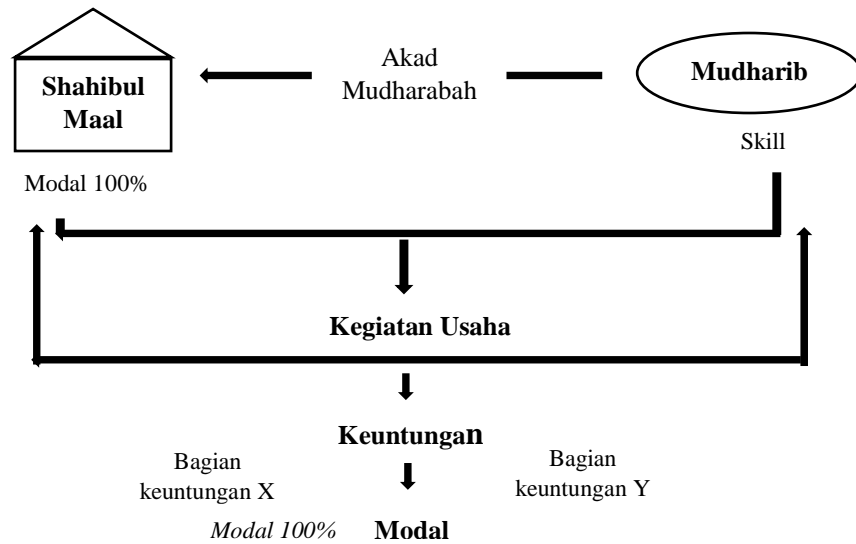 Shahibul
Maal
Akad
Mudharabah
Mudharib
Skill
Modal 100%
Kegiatan Usaha
Keuntungan
Bagian
keuntungan X
Bagian
keuntungan Y
Modal 100% Modal